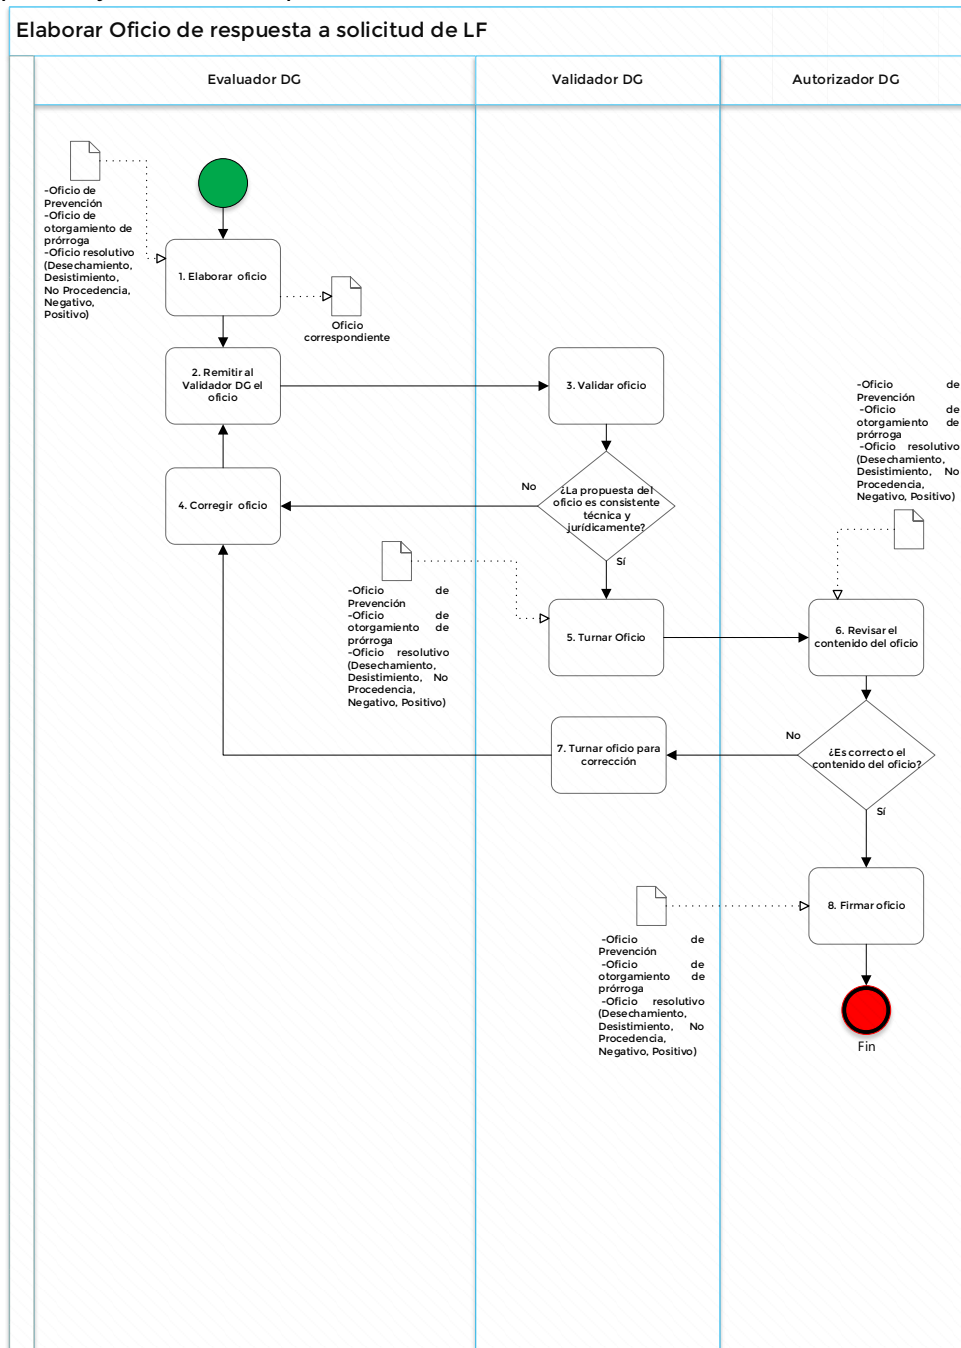 Elaborar Oficio de respuesta a solicitud de LF
Evaluador DG
Validador DG
Autorizador DG
-Oficio de
Prevención
-Oficio de
otorgamiento de
prórroga
-Oficio resolutivo
(Desechamiento,
Desistimiento,
No Procedencia,
Negativo,
Positivo)
1. Elaborar oficio
Oficio
correspondiente
2. Remitir al
Validador DG el
oficio
3. Validar oficio
-Oficio de
Prevención
-Oficio de
otorgamiento de
prórroga
-Oficio resolutivo
(Desechamiento,
Desistimiento, No
Procedencia,
Negativo, Positivo)
4. Corregir oficio
No
¿La propuesta del
oficio es consistente
técnica y
jurídicamente?
Sí
-Oficio de
Prevención
-Oficio de
otorgamiento de
prórroga
-Oficio resolutivo
(Desechamiento,
Desistimiento, No
Procedencia,
Negativo, Positivo)
5. Turnar Oficio
6. Revisar el
contenido del oficio
7. Turnar oficio para
corrección
No
¿Es correcto el
contenido del oficio?
Sí
8. Firmar oficio
-Oficio de
Prevención
-Oficio de
otorgamiento de
prórroga
-Oficio resolutivo
(Desechamiento,
Desistimiento, No
Procedencia,
Negativo, Positivo)
Fin